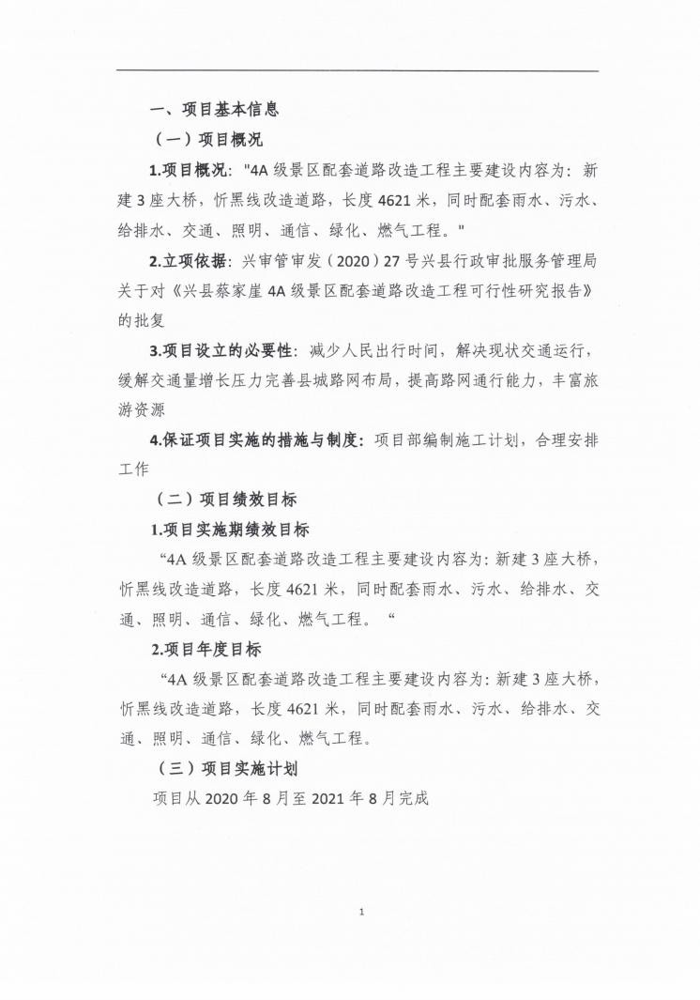 一、项目基本信息
（一）项目概况
1.项目概况："4A 级景区配套道路改造工程主要建设内容为：新
建 3 座大桥，忻黑线改造道路，长度 4621 米，同时配套雨水、污水、
给排水、交通、照明、通信、绿化、燃气工程。"
2.立项依据：兴审管审发（2020）27 号兴县行政审批服务管理局
关于对《兴县蔡家崖 4A 级景区配套道路改造工程可行性研究报告》
的批复
3.项目设立的必要性：减少人民出行时间，解决现状交通运行，
缓解交通量增长压力完善县城路网布局，提高路网通行能力，丰富旅
游资源
4.保证项目实施的措施与制度：项目部编制施工计划，合理安排
工作
（二）项目绩效目标
1.项目实施期绩效目标
“4A 级景区配套道路改造工程主要建设内容为：新建 3 座大桥，
忻黑线改造道路，长度 4621 米，同时配套雨水、污水、给排水、交
通、照明、通信、绿化、燃气工程。“
2.项目年度目标
“4A 级景区配套道路改造工程主要建设内容为：新建 3 座大桥，
忻黑线改造道路，长度 4621 米，同时配套雨水、污水、给排水、交
通、照明、通信、绿化、燃气工程。
（三）项目实施计划
项目从 2020 年 8 月至 2021 年 8 月完成
1